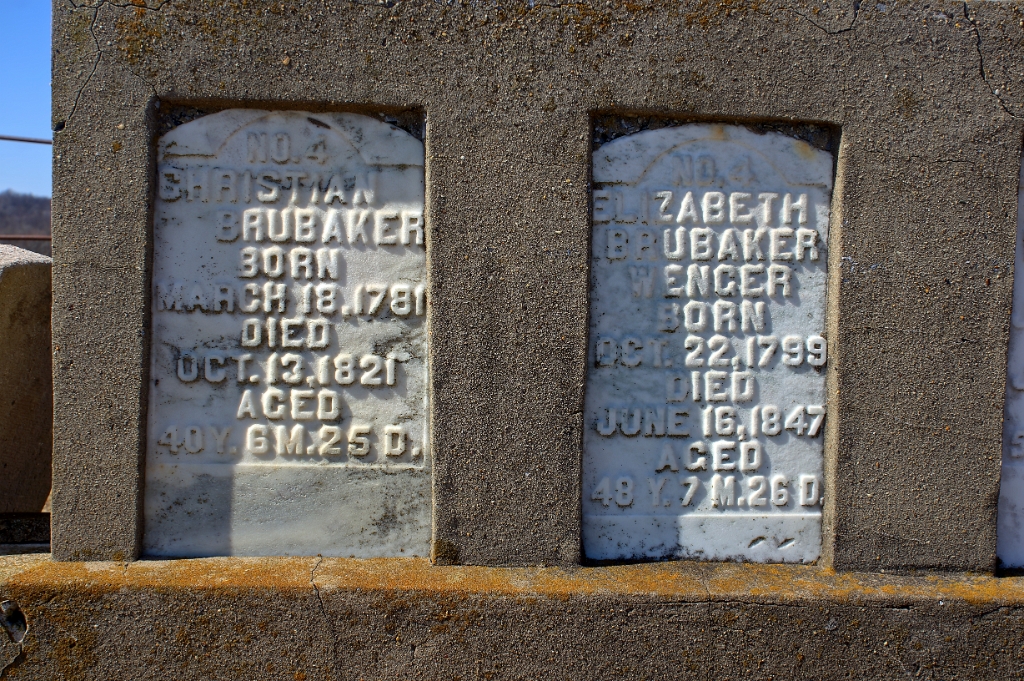 NO. 4
CHRISTIAN
BRUBAKER
BORN
MARCH 18, 1781
DIED
OCT. 13, 1821
AGED
40 Y. 6 M. 25 D.
NO. 4
ELIZABETH
BRUBAKER
WENGER
BORN
OCT. 22, 1799
DIED
JUNE 16, 1847
AGED
48 Y. 7 M. 26 D.